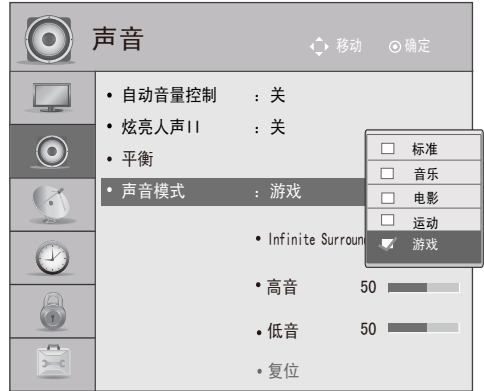 声音
移动 确定
• 自动音量控制 ：关
• 炫亮人声II ：关
• 平衡
• 声音模式 ：游戏
标准
音乐
电影
运动
游戏
• Infinite Surroun
• 高音 50
• 低音 50
• 复位